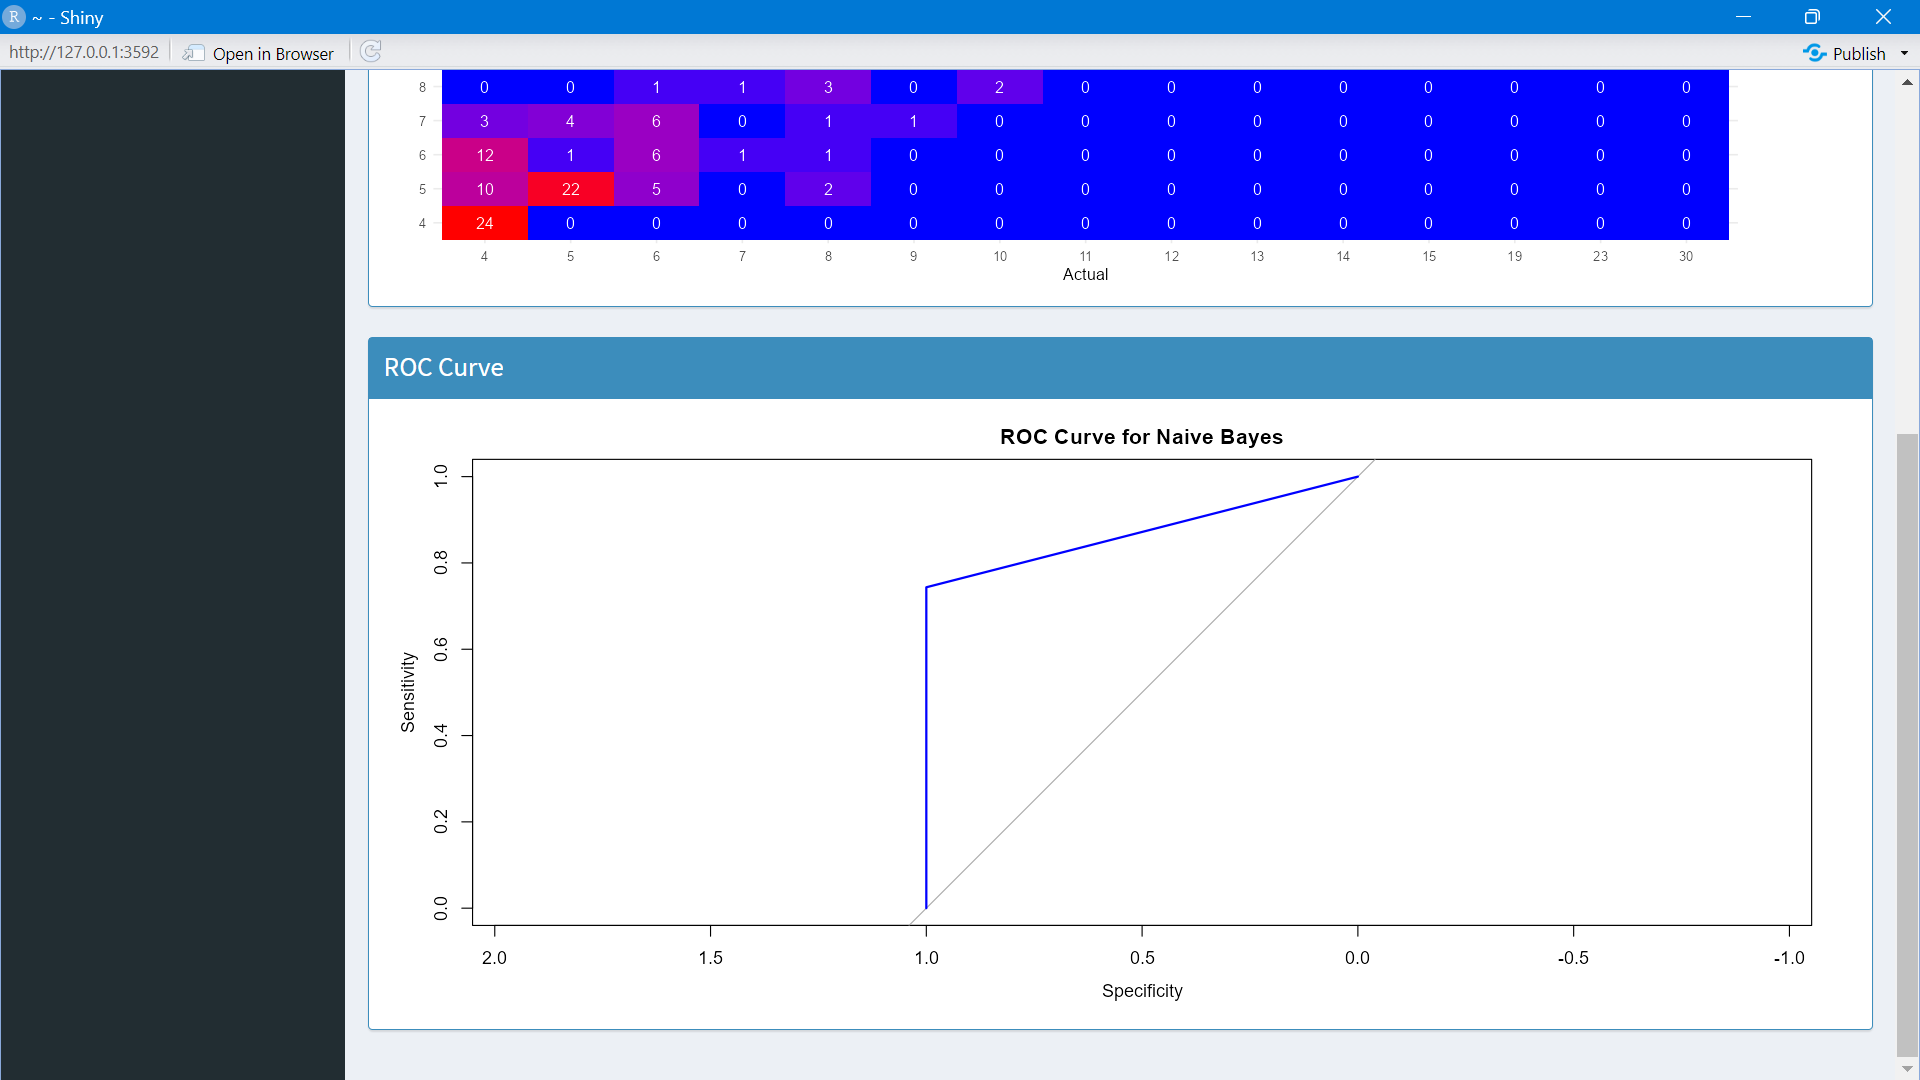 R ~ - Shiny
http://127.0.0.1:3592 Open in Browser Publish
8 0 0 1 1 3 0 2 0 0 0 0 0 0 0 0
7 3 4 6 0 1 1 0 0 0 0 0 0 0 0 0
6 12 1 6 1 1 0 0 0 0 0 0 0 0 0 0
5 10 22 5 0 2 0 0 0 0 0 0 0 0 0 0
4 24 0 0 0 0 0 0 0 0 0 0 0 0 0 0
4 5 6 7 8 9 10 11 12 13 14 15 19 23 30
Actual
ROC Curve
ROC Curve for Naive Bayes
1.0
0.8
0.6
0.4
0.2
0.0
Sensitivity
2.0 1.5 1.0 0.5 0.0 -0.5 -1.0
Specificity